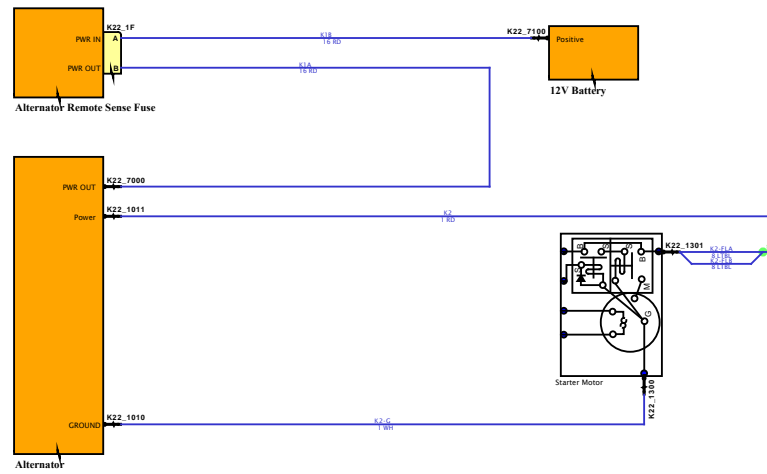 K22_1F
PWR IN
A
K1B
16 RD
K22_7100
Positive
PWR OUT
B
K1A
16 RD
Alternator Remote Sense Fuse
12V Battery
PWR OUT
K22_7000
Power
K22_1011
K2
1 RD
B
S
S
B
K22_1301
K2-FLA
8 LTBL
K2-FLB
8 LTBL
S
M
G
Starter Motor
K22_1300
GROUND
K22_1010
K2-G
1 WH
Alternator